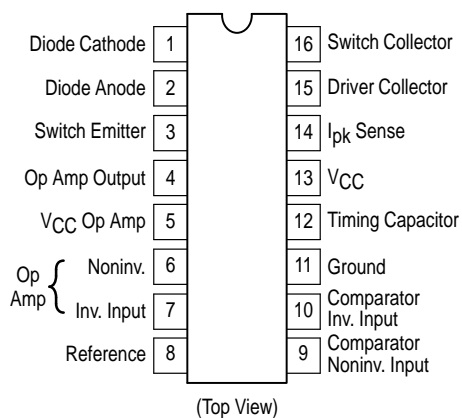 Diode Cathode 1
Diode Anode 2
Switch Emitter 3
Op Amp Output 4
VCC Op Amp 5
Op
Amp
Noninv. 6
Inv. Input 7
Reference 8
16 Switch Collector
15 Driver Collector
14 Ipk Sense
13 VCC
12 Timing Capacitor
11 Ground
10 Comparator
Inv. Input
9 Comparator
Noninv. Input
(Top View)